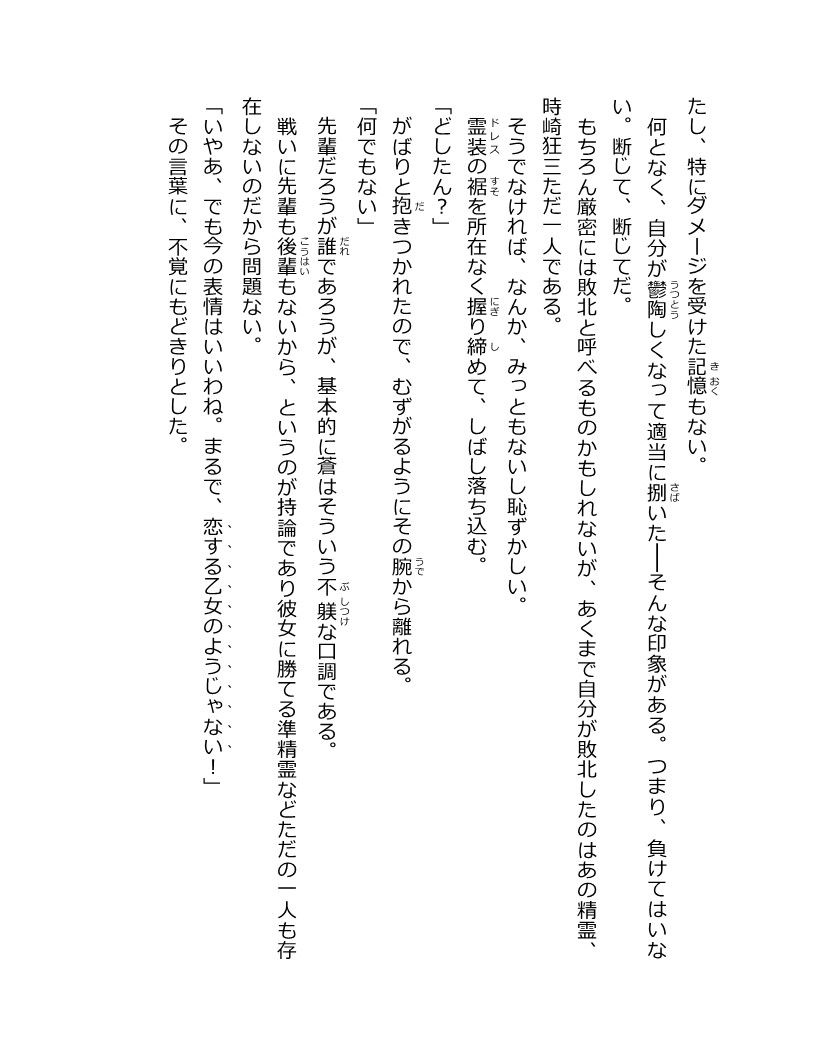 たし、特にダメージを受けた記憶もない。
何となく、自分が鬱陶しくなって適当に捌いた――そんな印象がある。つまり、負けてはいな
い。断じて、断じてだ。
もちろん厳密には敗北と呼べるものかもしれないが、あくまで自分が敗北したのはあの精霊、
時崎狂三ただ一人である。
そうでなければ、なんか、みっともないし恥ずかしい。
霊装の裾を所在なく握り締めて、しばし落ち込む。
「どしたん？」
がばりと抱きつかれたので、むずがるようにその腕から離れる。
「何でもない」
先輩だろうが誰であろうが、基本的に蒼はそういう不躾な口調である。
戦いに先輩も後輩もないから、というのが持論であり彼女に勝てる準精霊などただの一人も存
在しないのだから問題ない。
「いやあ、でも今の表情はいいわね。まるで、恋する乙女のようじゃない！」
その言葉に、不覚にもどきりとした。